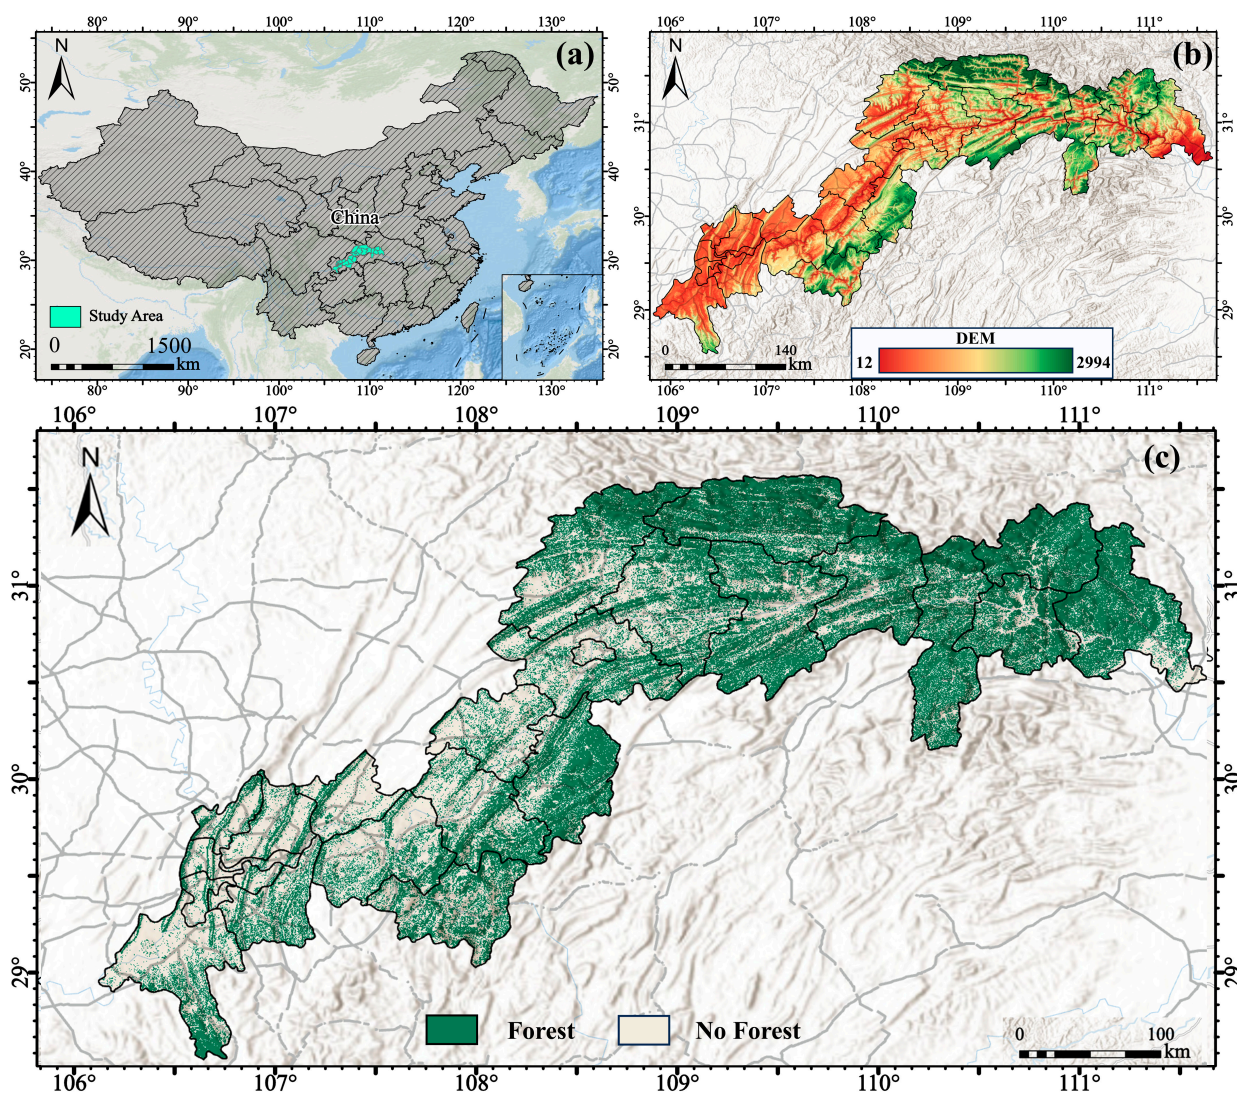 80° 90° 100° 110° 120° 130°
N
(a)
50°
40°
30°
20°
50°
40°
30°
20°
China
Study Area
0 1500
km
80° 90° 100° 110° 120° 130°
106° 107° 108° 109° 110° 111°
N
(b)
31°
30°
29°
31°
30°
29°
DEM
12 2994
0 140
km
106° 107° 108° 109° 110° 111°
106° 107° 108° 109° 110° 111°
N
(c)
31°
30°
29°
31°
30°
29°
Forest No Forest
0 100
km
106° 107° 108° 109° 110° 111°